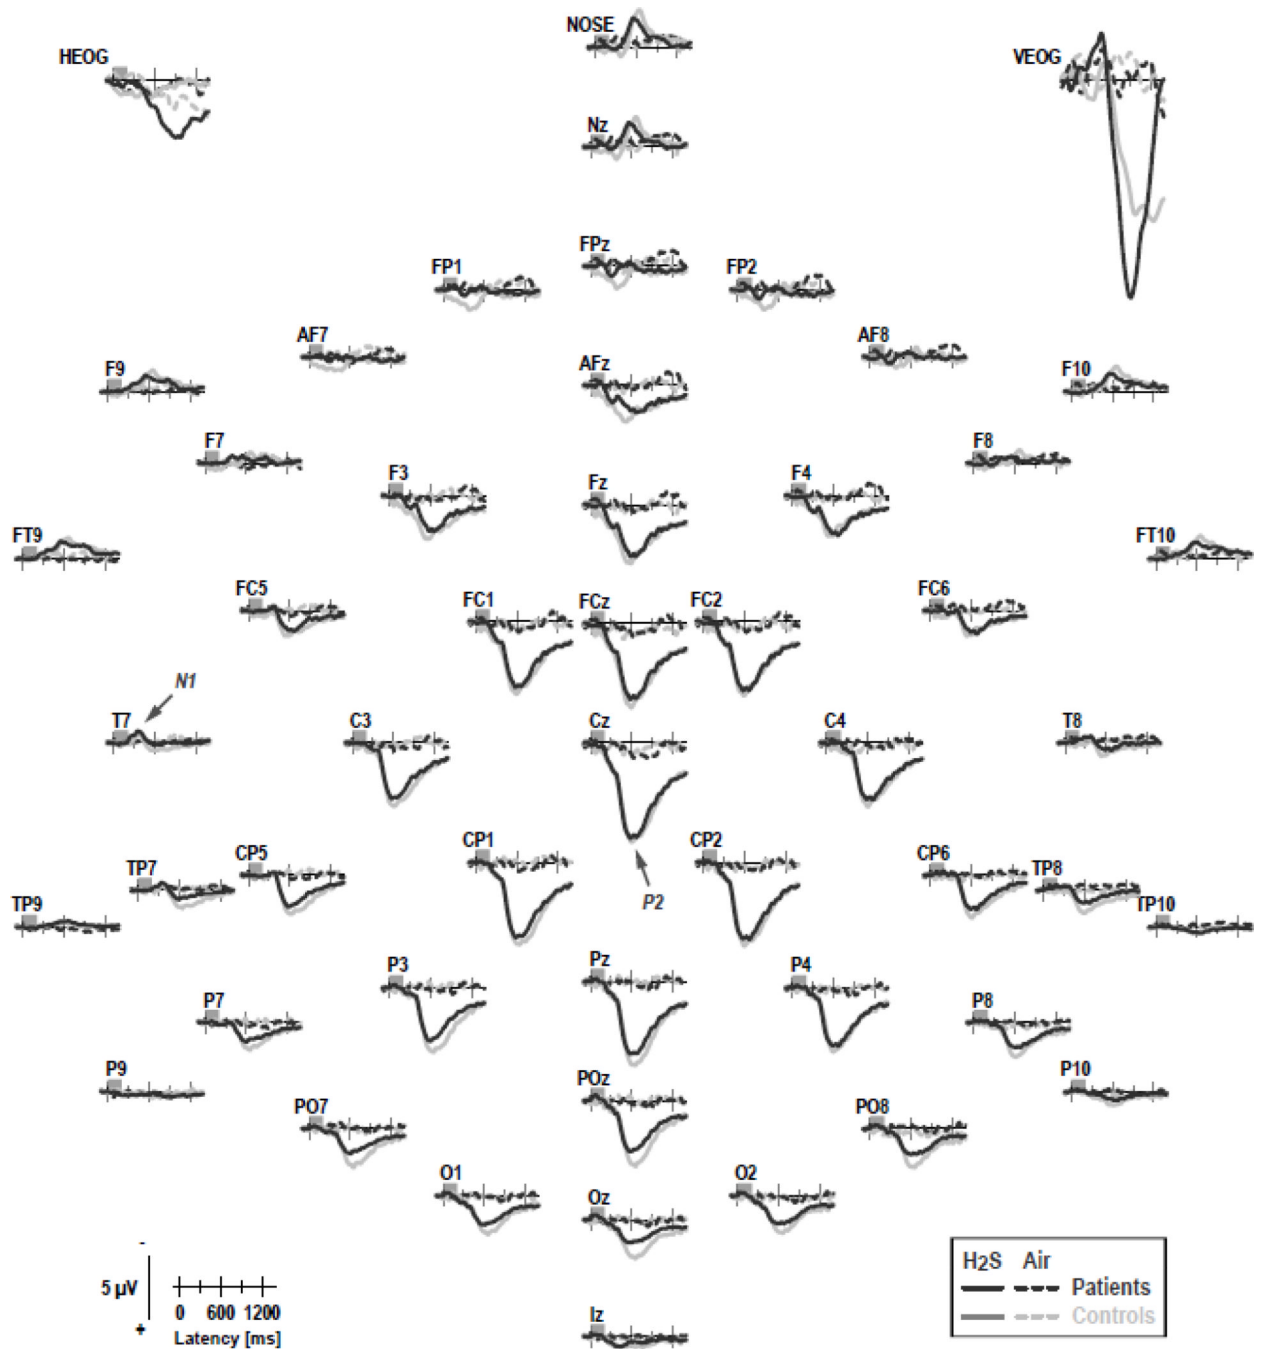 NOSE
HEOG
VEOG
Nz
FPz
FP1
FP2
AF7
AF8
AFz
F9
F10
F7
F8
F3
Fz
F4
FT9
FT10
FC5
FC1
FCz
FC2
FC6
N1
T7
C3
Cz
C4
T8
CP1
CP2
TP7
CP5
CP6
TP8
P2
TP9
TP10
Pz
P3
P4
P7
P8
P9
P10
POz
PO7
PO8
O1
O2
Oz
-
5 µV
+
0 600 1200
Latency [ms]
H2S Air
Patients
Controls
Iz